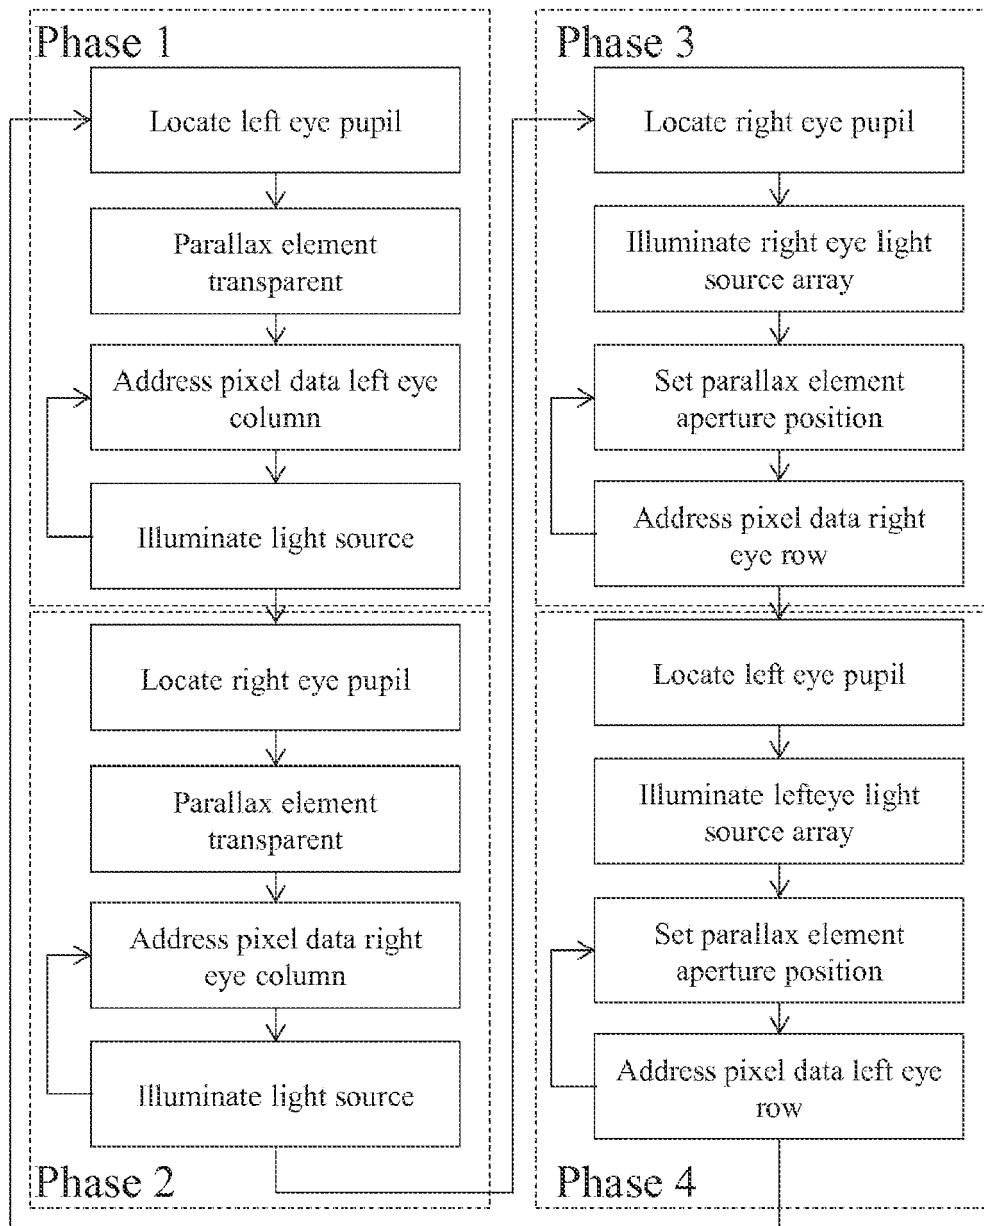 Phase 1
Locate left eye pupil
Parallax element
transparent
Address pixel data left eye
column
Illuminate light source
Locate right eye pupil
Parallax element
transparent
Address pixel data right
eye column
Illuminate light source
Phase 2
Phase 3
Locate right eye pupil
Illuminate right eye light
source array
Set parallax element
aperture position
Address pixel data right
eye row
Locate left eye pupil
Illuminate lefteye light
source array
Set parallax element
aperture position
Address pixel data left eye
row
Phase 4